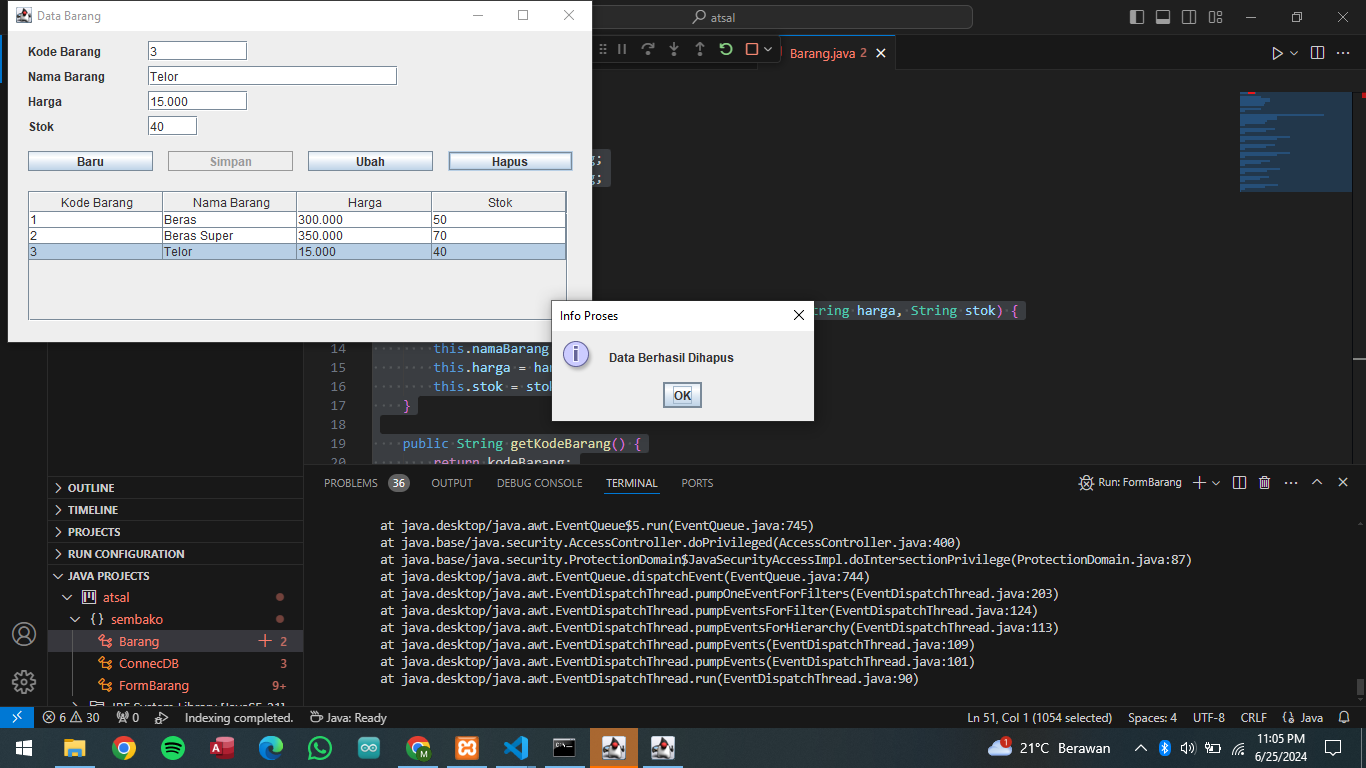 Data Barang
Kode Barang 3
Nama Barang Telor
Harga 15.000
Stok 40
Baru Simpan Ubah Hapus
Kode Barang Nama Barang Harga Stok
1 Beras 300.000 50
2 Beras Super 350.000 70
3 Telor 15.000 40
atsal
Barang.java 2
g;
g;
tring harga, String stok) {
14 this.namaBarang
15 this.harga = har
16 this.stok = stok
17 }
18
19 public String getKodeBarang() {
20 return kodeBarang;
Info Proses
Data Berhasil Dihapus
OK
OUTLINE
TIMELINE
PROJECTS
RUN CONFIGURATION
JAVA PROJECTS
atsal
{} sembako
Barang 2
ConnecDB 3
FormBarang 9+
JRE System Library [JavaSE-21]
PROBLEMS 36 OUTPUT DEBUG CONSOLE TERMINAL PORTS
Run: FormBarang
at java.desktop/java.awt.EventQueue$5.run(EventQueue.java:745)
at java.base/java.security.AccessController.doPrivileged(AccessController.java:400)
at java.base/java.security.ProtectionDomain$JavaSecurityAccessImpl.doIntersectionPrivilege(ProtectionDomain.java:87)
at java.desktop/java.awt.EventQueue.dispatchEvent(EventQueue.java:744)
at java.desktop/java.awt.EventDispatchThread.pumpOneEventForFilters(EventDispatchThread.java:203)
at java.desktop/java.awt.EventDispatchThread.pumpEventsForFilter(EventDispatchThread.java:124)
at java.desktop/java.awt.EventDispatchThread.pumpEventsForHierarchy(EventDispatchThread.java:113)
at java.desktop/java.awt.EventDispatchThread.pumpEvents(EventDispatchThread.java:109)
at java.desktop/java.awt.EventDispatchThread.pumpEvents(EventDispatchThread.java:101)
at java.desktop/java.awt.EventDispatchThread.run(EventDispatchThread.java:90)
6 30 0 Indexing completed. Java: Ready
Ln 51, Col 1 (1054 selected) Spaces: 4 UTF-8 CRLF {} Java
1 21°C Berawan
11:05 PM
6/25/2024